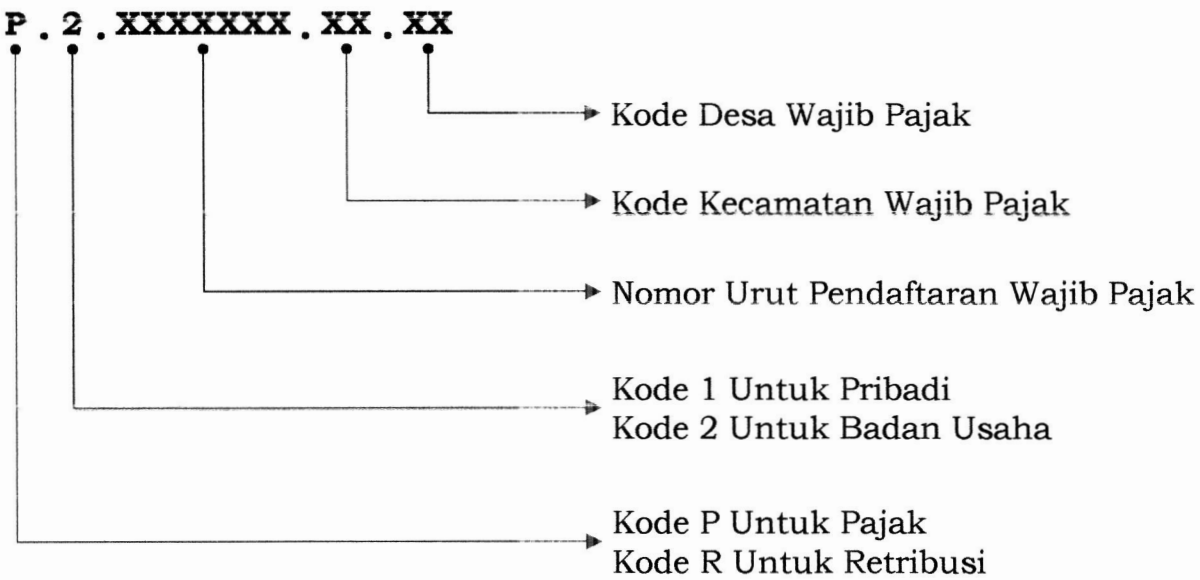 P.2.XXXXXXX.XX.XX
Kode Desa Wajib Pajak
Kode Kecamatan Wajib Pajak
Nomor Urut Pendaftaran Wajib Pajak
Kode 1 Untuk Pribadi
Kode 2 Untuk Badan Usaha
Kode P Untuk Pajak
Kode R Untuk Retribusi